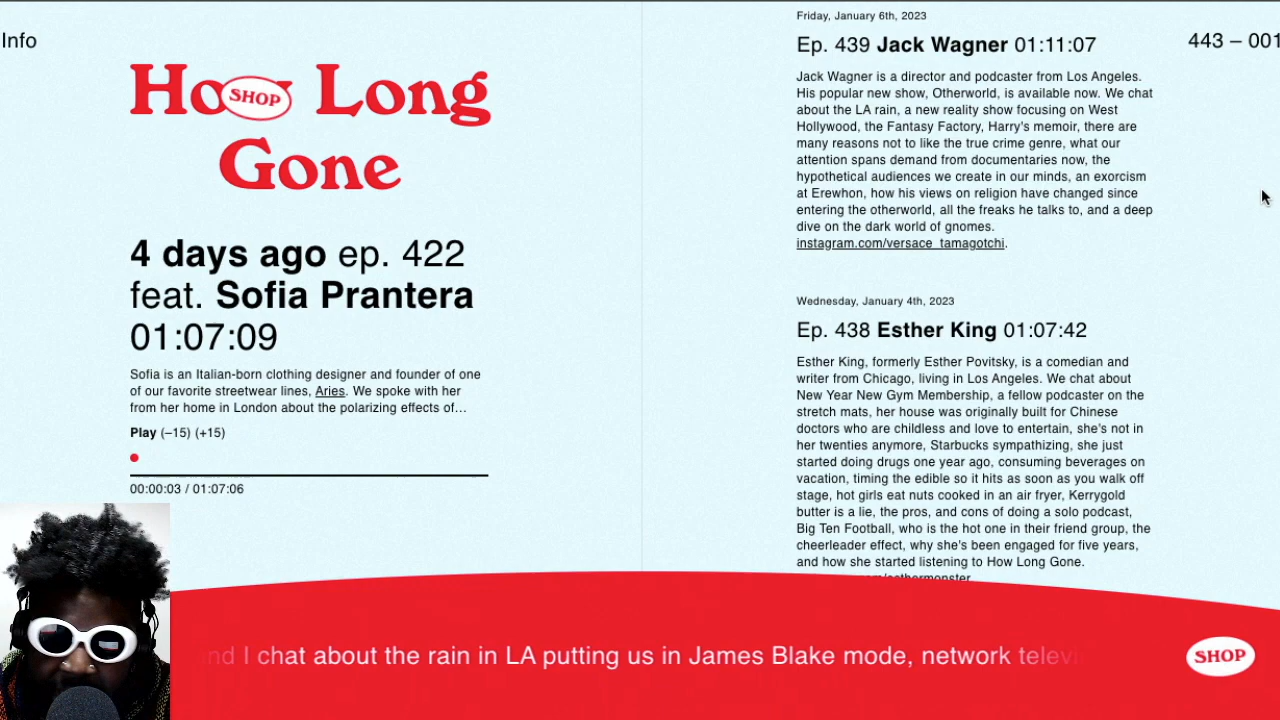 Info
How Long
SHOP
Gone
4 days ago ep. 422
feat. Sofia Prantera
01:07:09
Sofia is an Italian-born clothing designer and founder of one
of our favorite streetwear lines, Aries. We spoke with her
from her home in London about the polarizing effects of…
Play (–15) (+15)
00:00:03 / 01:07:06
Friday, January 6th, 2023
Ep. 439 Jack Wagner 01:11:07
443 – 001
Jack Wagner is a director and podcaster from Los Angeles.
His popular new show, Otherworld, is available now. We chat
about the LA rain, a new reality show focusing on West
Hollywood, the Fantasy Factory, Harry's memoir, there are
many reasons not to like the true crime genre, what our
attention spans demand from documentaries now, the
hypothetical audiences we create in our minds, an exorcism
at Erewhon, how his views on religion have changed since
entering the otherworld, all the freaks he talks to, and a deep
dive on the dark world of gnomes.
instagram.com/versace_tamagotchi.
Wednesday, January 4th, 2023
Ep. 438 Esther King 01:07:42
Esther King, formerly Esther Povitsky, is a comedian and
writer from Chicago, living in Los Angeles. We chat about
New Year New Gym Membership, a fellow podcaster on the
stretch mats, her house was originally built for Chinese
doctors who are childless and love to entertain, she's not in
her twenties anymore, Starbucks sympathizing, she just
started doing drugs one year ago, consuming beverages on
vacation, timing the edible so it hits as soon as you walk off
stage, hot girls eat nuts cooked in an air fryer, Kerrygold
butter is a lie, the pros, and cons of doing a solo podcast,
Big Ten Football, who is the hot one in their friend group, the
cheerleader effect, why she's been engaged for five years,
and how she started listening to How Long Gone.
nd I chat about the rain in LA putting us in James Blake mode, network televi
SHOP